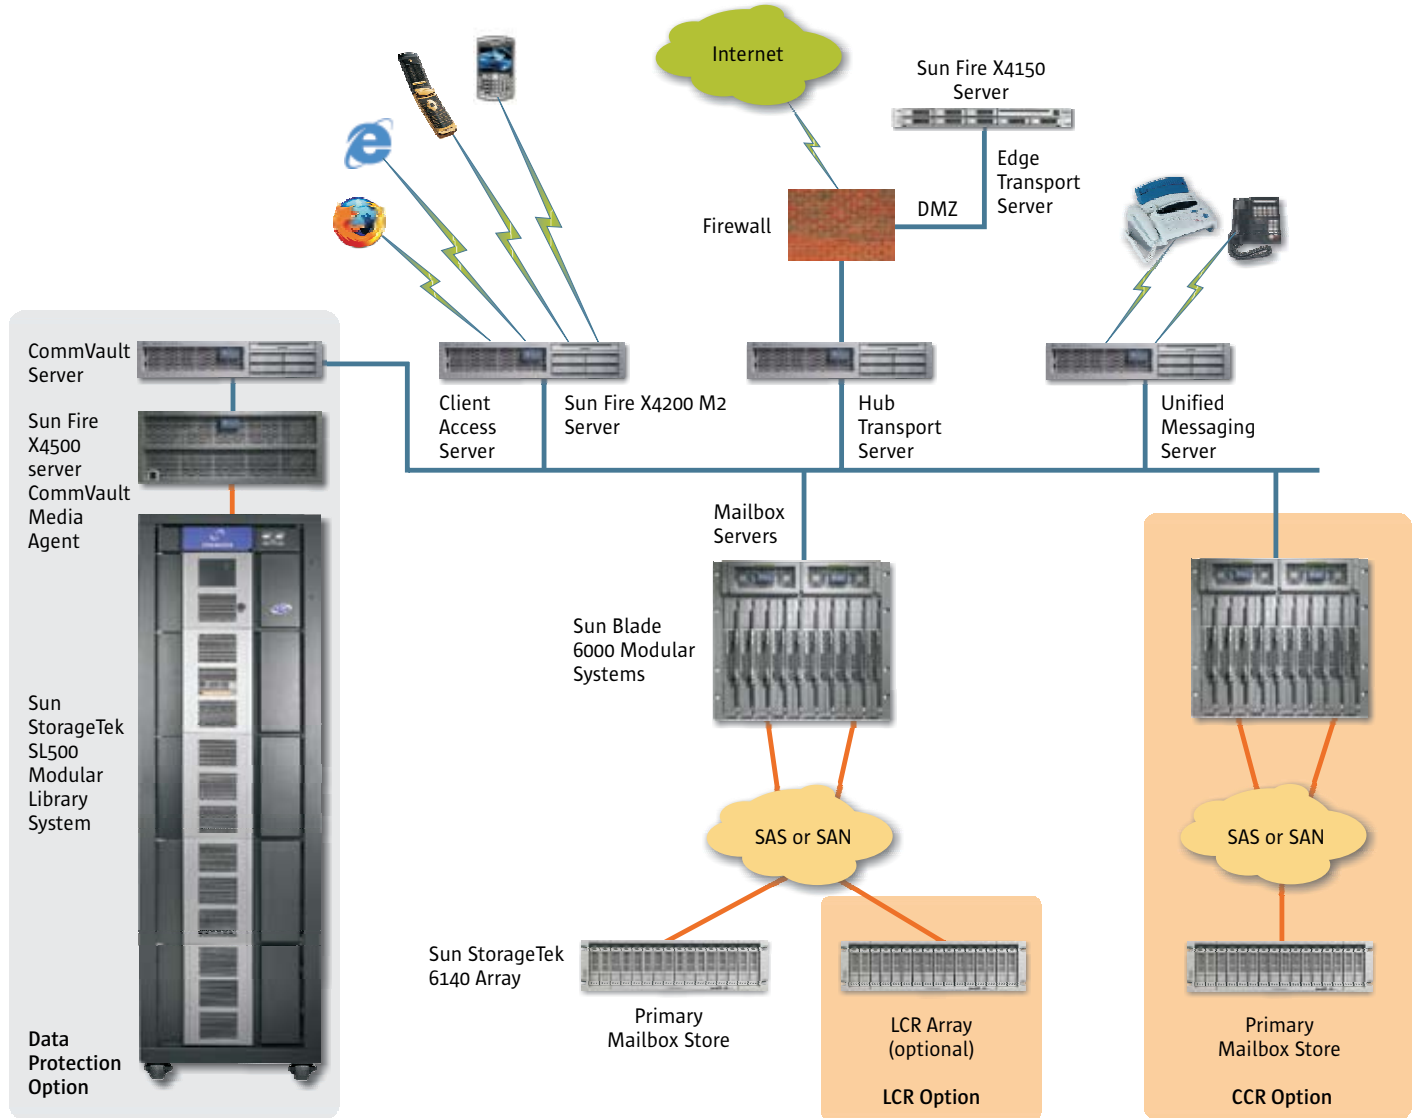 Internet
Sun Fire X4150
Server
Edge
Transport
Server
DMZ
Firewall
CommVault
Server
Client
Access
Server
Sun Fire X4200 M2
Server
Hub
Transport
Server
Unified
Messaging
Server
Sun Fire
X4500
server
CommVault
Media
Agent
Mailbox
Servers
Sun Blade
6000 Modular
Systems
Sun
StorageTek
SL500
Modular
Library
System
SAS or SAN
SAS or SAN
Sun StorageTek
6140 Array
Primary
Mailbox Store
LCR Array
(optional)
LCR Option
Primary
Mailbox Store
CCR Option
Data
Protection
Option